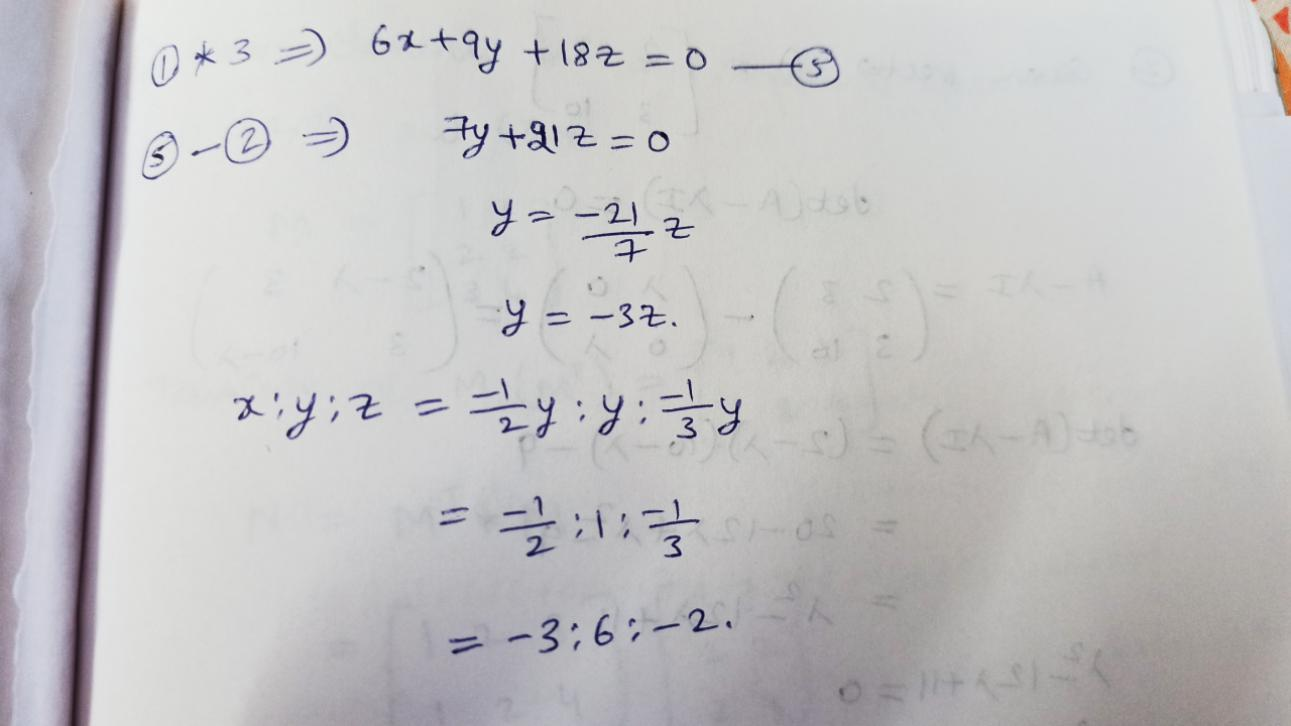 ① * 3 ⇒ 6x + 9y + 18z = 0 — ⑤
⑤ - ② ⇒ 7y + 21z = 0
y = -21/7 z
y = -3z.
x : y : z = -1/2 y : y : -1/3 y
= -1/2 : 1 : -1/3
= -3 : 6 : -2.